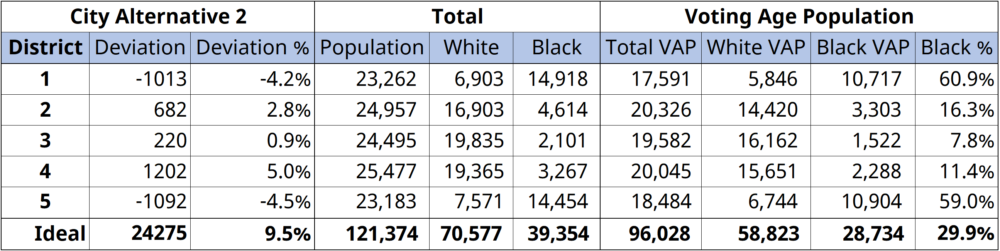 City Alternative 2 Total Voting Age Population
District Deviation Deviation % Population White Black Total VAP White VAP Black VAP Black %
1 -1013 -4.2% 23,262 6,903 14,918 17,591 5,846 10,717 60.9%
2 682 2.8% 24,957 16,903 4,614 20,326 14,420 3,303 16.3%
3 220 0.9% 24,495 19,835 2,101 19,582 16,162 1,522 7.8%
4 1202 5.0% 25,477 19,365 3,267 20,045 15,651 2,288 11.4%
5 -1092 -4.5% 23,183 7,571 14,454 18,484 6,744 10,904 59.0%
Ideal 24275 9.5% 121,374 70,577 39,354 96,028 58,823 28,734 29.9%